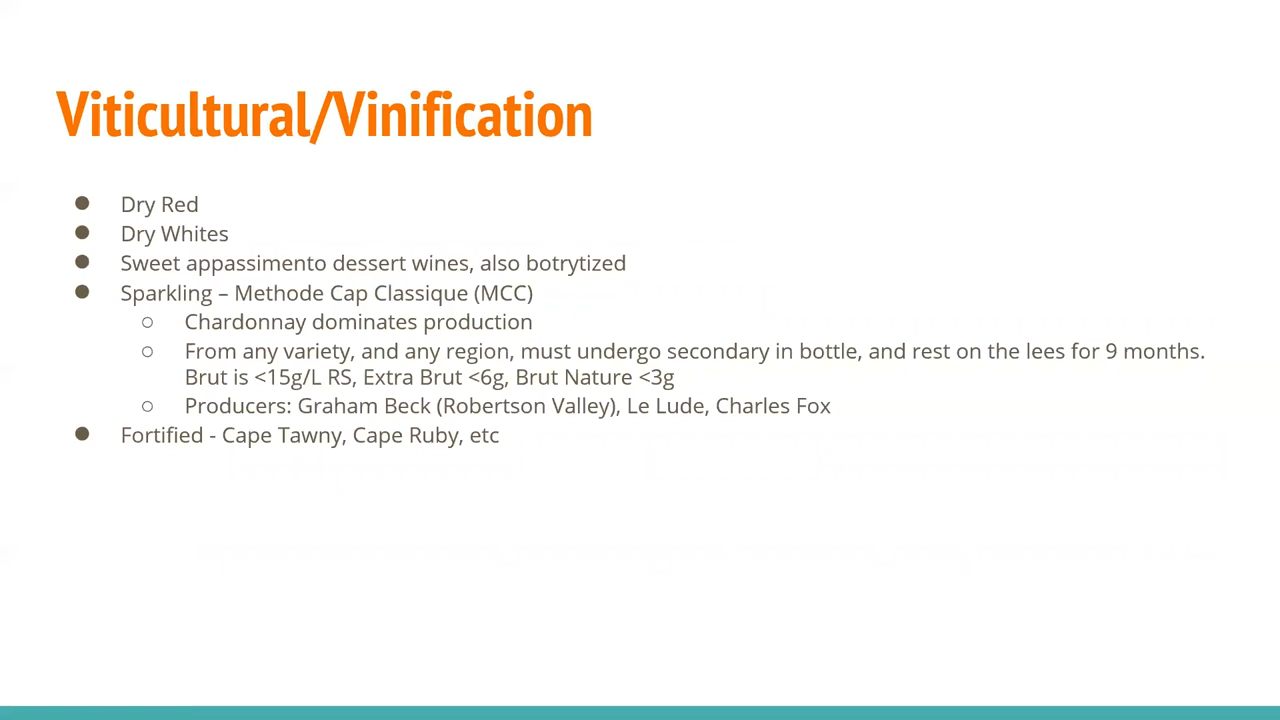 Viticultural/Vinification
● Dry Red
● Dry Whites
● Sweet appassimento dessert wines, also botrytized
● Sparkling – Methode Cap Classique (MCC)
○ Chardonnay dominates production
○ From any variety, and any region, must undergo secondary in bottle, and rest on the lees for 9 months.
Brut is <15g/L RS, Extra Brut <6g, Brut Nature <3g
○ Producers: Graham Beck (Robertson Valley), Le Lude, Charles Fox
● Fortified - Cape Tawny, Cape Ruby, etc